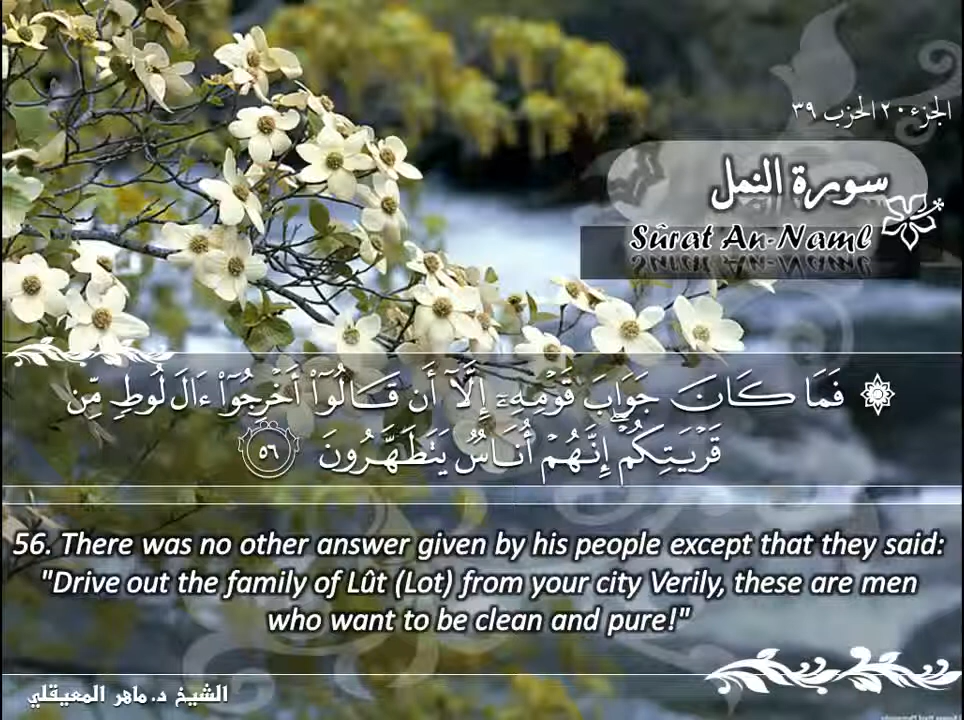 الجزء ٢٠ الحزب ٣٩
سورة النمل
Sûrat An-Naml
۞ فَمَا كَانَ جَوَابَ قَوْمِهِۦٓ إِلَّآ أَن قَالُوٓا۟ أَخْرِجُوٓا۟ ءَالَ لُوطٍ مِّن
قَرْيَتِكُمْ ۖ إِنَّهُمْ أُنَاسٌ يَتَطَهَّرُونَ ٥٦
56. There was no other answer given by his people except that they said:
"Drive out the family of Lût (Lot) from your city Verily, these are men
who want to be clean and pure!"
الشيخ د. ماهر المعيقلي